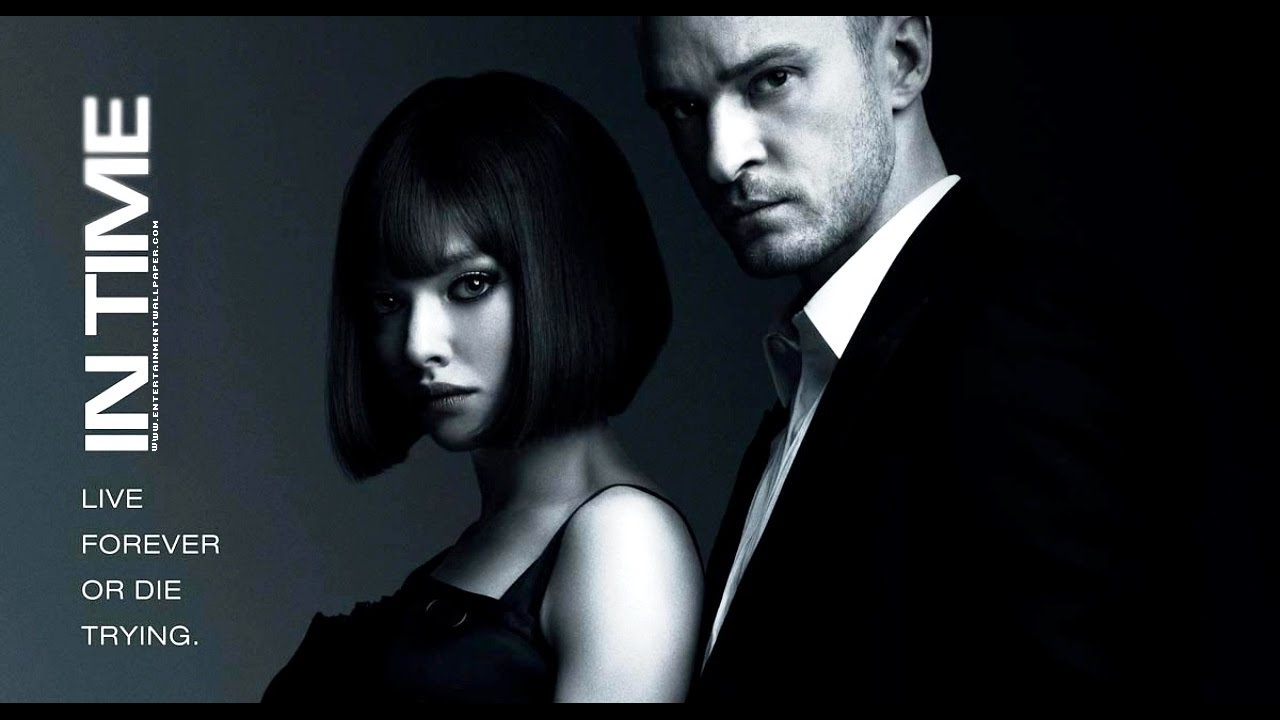 IN TIME
WWW.ENTERTAINMENTWALLPAPER.COM
LIVE
FOREVER
OR DIE
TRYING.